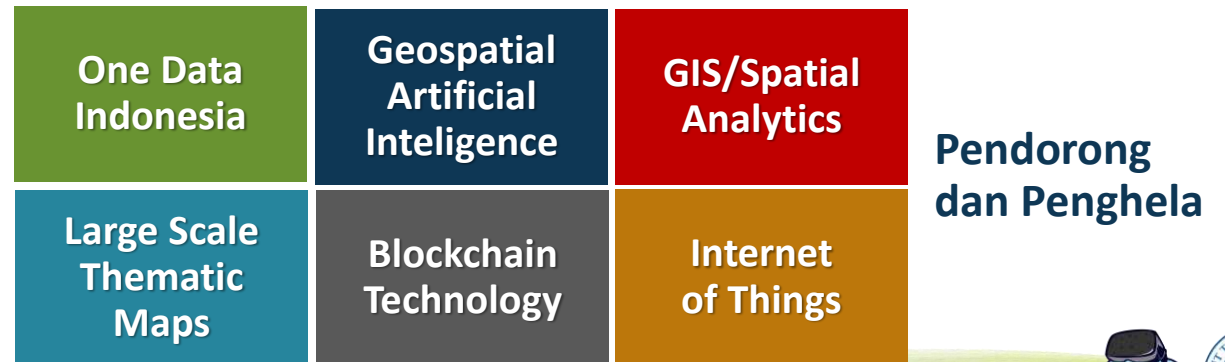 One Data
Indonesia
Geospatial
Artificial
Inteligence
GIS/Spatial
Analytics
Large Scale
Thematic
Maps
Blockchain
Technology
Internet
of Things
Pendorong
dan Penghela